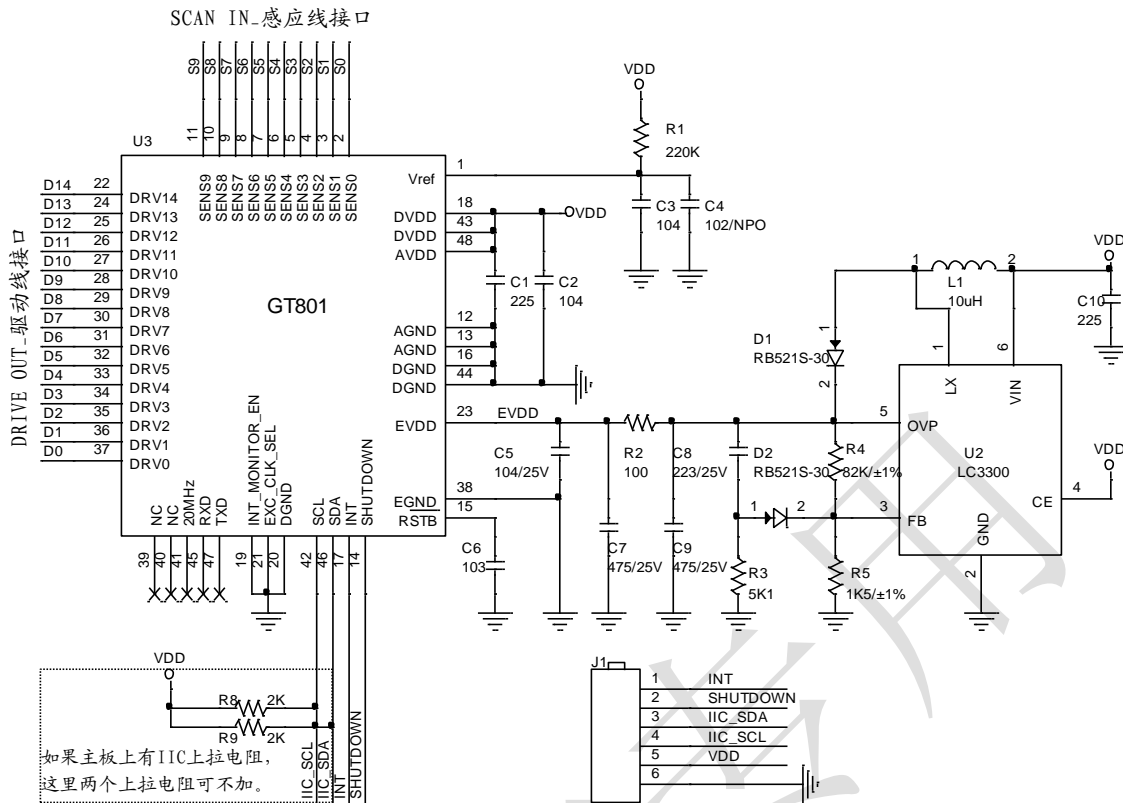 SCAN IN_感应线接口
S9 S8 S7 S6 S5 S4 S3 S2 S1 S0
11 10 9 8 7 6 5 4 3 2
U3
SENS9 SENS8 SENS7 SENS6 SENS5 SENS4 SENS3 SENS2 SENS1 SENS0
DRIVE OUT_驱动线接口
D14 22 DRV14
D13 24 DRV13
D12 25 DRV12
D11 26 DRV11
D10 27 DRV10
D9 28 DRV9
D8 29 DRV8
D7 30 DRV7
D6 31 DRV6
D5 32 DRV5
D4 33 DRV4
D3 34 DRV3
D2 35 DRV2
D1 36 DRV1
D0 37 DRV0
GT801
Vref 1
DVDD 18
DVDD 43
AVDD 48
AGND 12
AGND 13
DGND 16
DGND 44
EVDD 23
EGND 38
RSTB 15
NC NC 20MHz RXD TXD
39 40 41 45 47
INT_MONITOR_EN EXC_CLK_SEL DGND
19 21 20
SCL SDA INT SHUTDOWN
42 46 17 14
VDD
R1
220K
C3
104
C4
102/NPO
VDD
C1
225
C2
104
EVDD
C5
104/25V
R2
100
C8
223/25V
D2
RB521S-30
R4
82K/±1%
C6
103
C7
475/25V
C9
475/25V
1 2
R3
5K1
R5
1K5/±1%
D1
RB521S-30
1
2
1 2
L1
10uH
VDD
C10
225
1 6
LX VIN
5 OVP
U2
LC3300
3 FB
GND
2
CE 4
VDD
VDD
R8 2K
R9 2K
如果主板上有IIC上拉电阻，
这里两个上拉电阻可不加。
IIC_SCL IIC_SDA INT SHUTDOWN
J1
1 INT
2 SHUTDOWN
3 IIC_SDA
4 IIC_SCL
5 VDD
6
专用